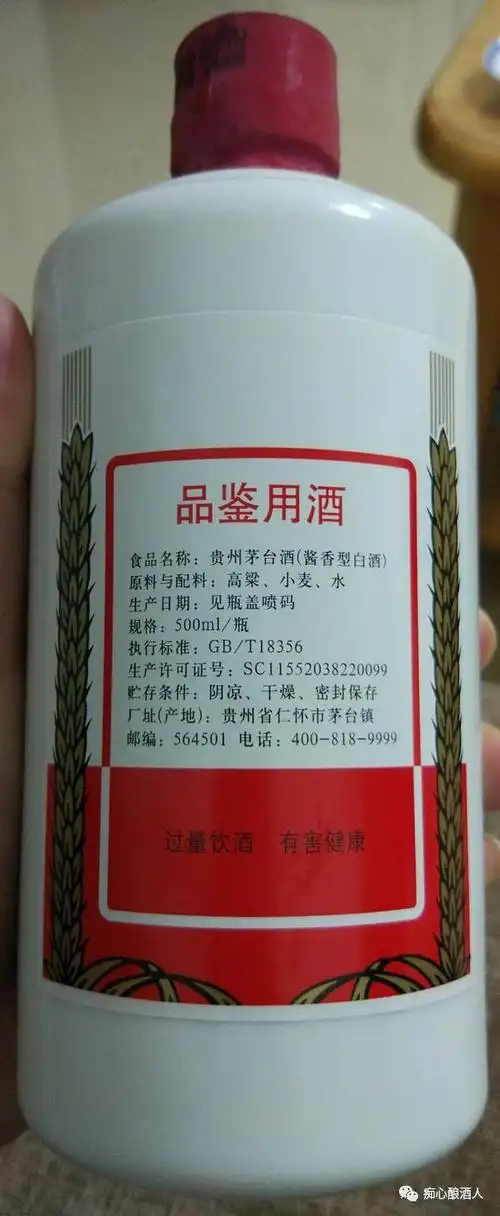 品鉴用酒
食品名称：贵州茅台酒(酱香型白酒)
原料与配料：高粱、小麦、水
生产日期：见瓶盖喷码
规格：500ml/瓶
执行标准：GB/T18356
生产许可证号：SC11552038220099
贮存条件：阴凉、干燥、密封保存
厂址(产地)：贵州省仁怀市茅台镇
邮编：564501 电话：400-818-9999
过量饮酒 有害健康
痴心酿酒人